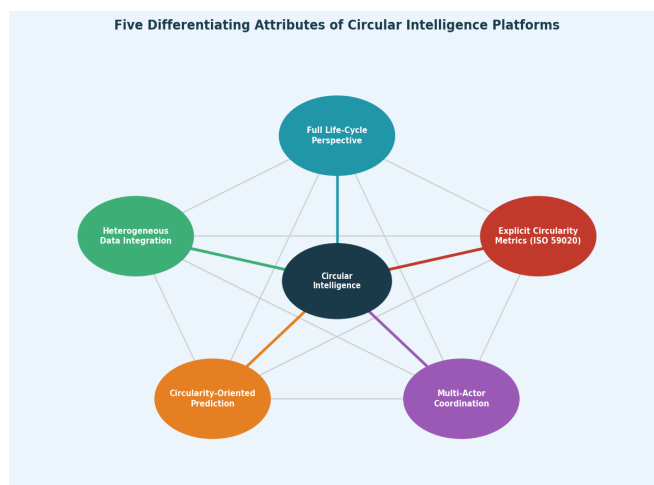 Five Differentiating Attributes of Circular Intelligence Platforms
Full Life-Cycle
Perspective
Heterogeneous
Data Integration
Explicit Circularity
Metrics (ISO 59020)
Circular
Intelligence
Circularity-Oriented
Prediction
Multi-Actor
Coordination